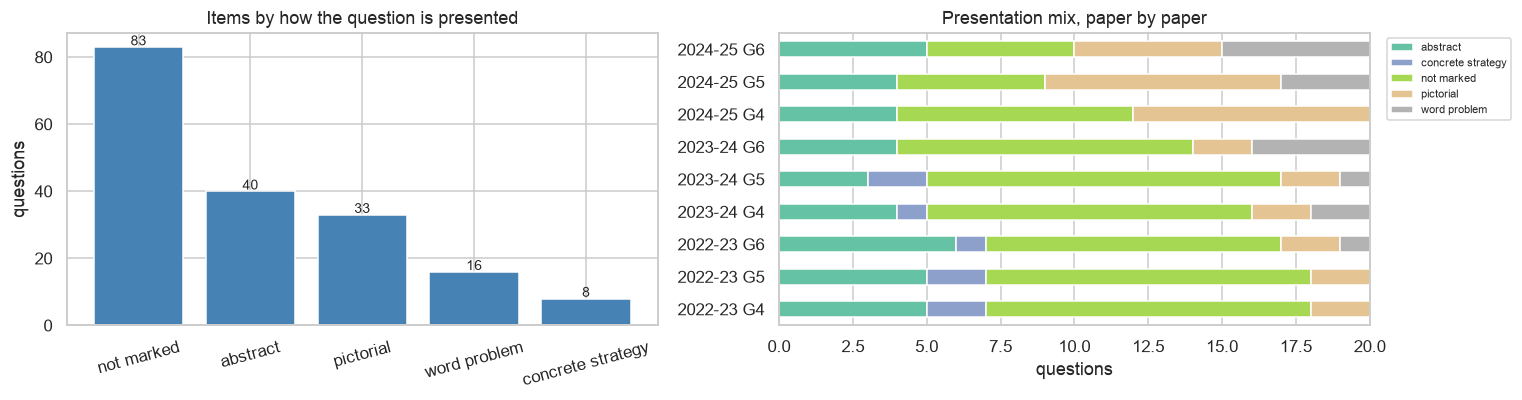 Items by how the question is presented
questions
80
60
40
20
0
83
40
33
16
8
not marked
abstract
pictorial
word problem
concrete strategy
Presentation mix, paper by paper
2024-25 G6
2024-25 G5
2024-25 G4
2023-24 G6
2023-24 G5
2023-24 G4
2022-23 G6
2022-23 G5
2022-23 G4
0.0 2.5 5.0 7.5 10.0 12.5 15.0 17.5 20.0
questions
abstract
concrete strategy
not marked
pictorial
word problem